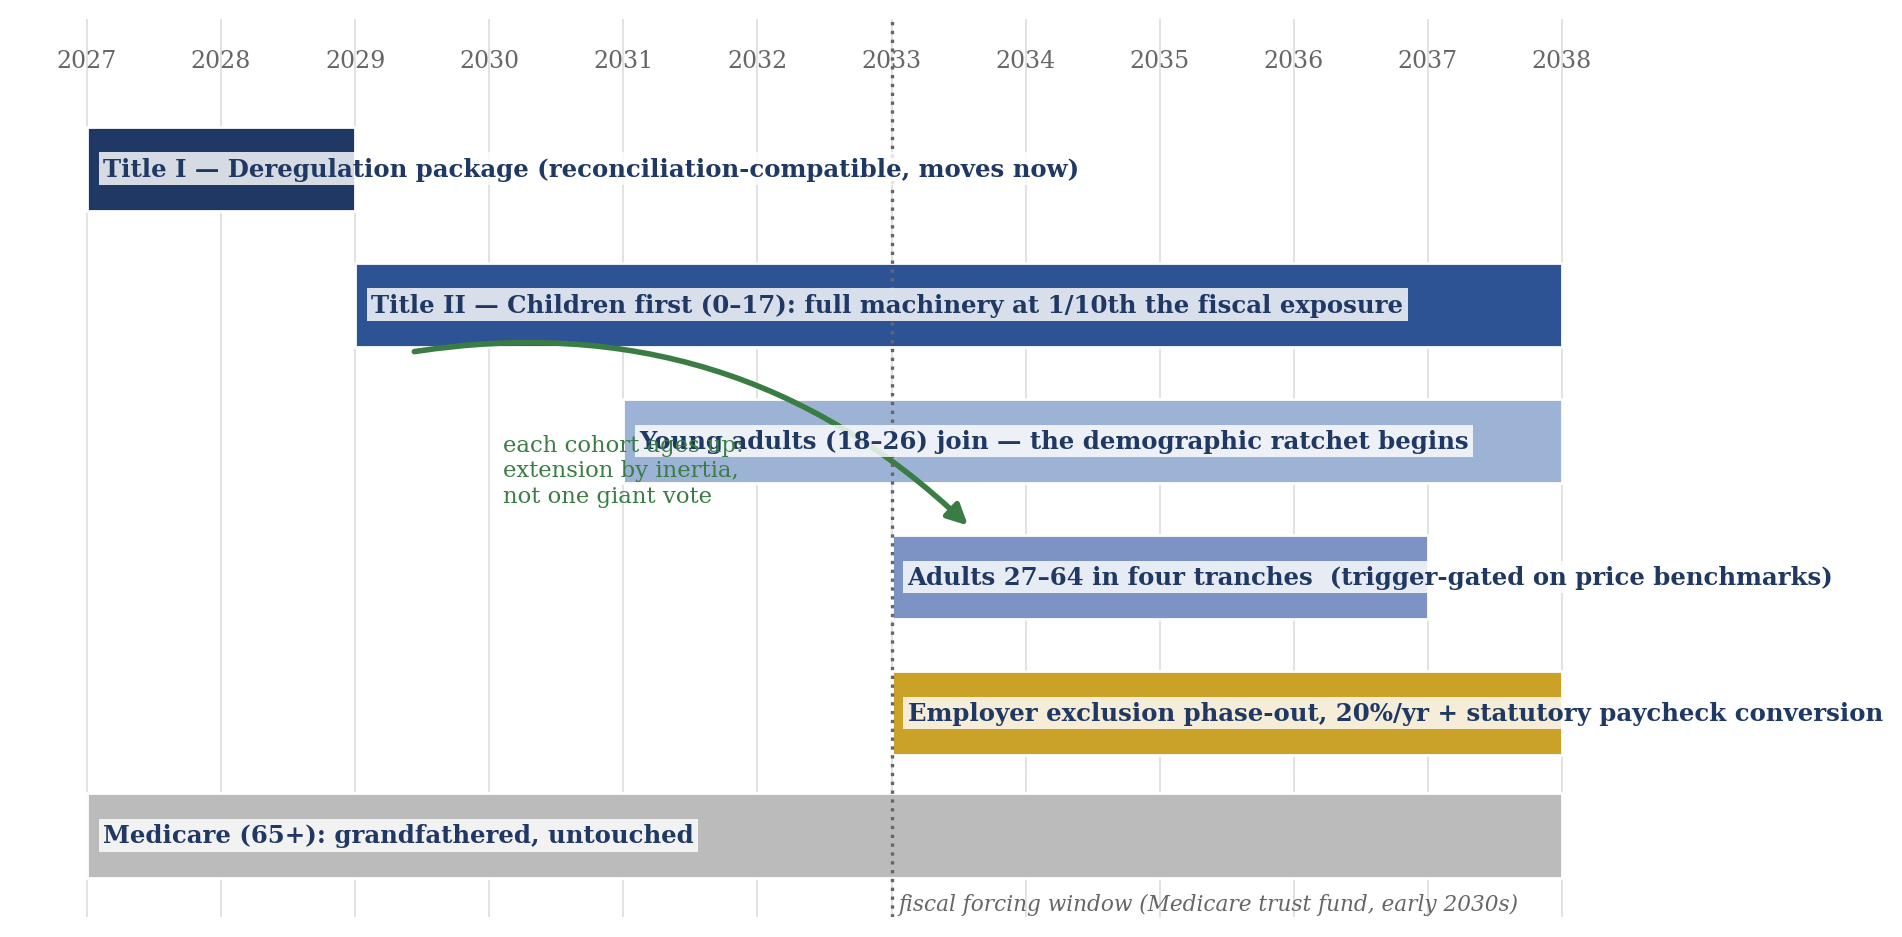 2027 2028 2029 2030 2031 2032 2033 2034 2035 2036 2037 2038
Title I — Deregulation package (reconciliation-compatible, moves now)
Title II — Children first (0–17): full machinery at 1/10th the fiscal exposure
Young adults (18–26) join — the demographic ratchet begins
each cohort ages up:
extension by inertia,
not one giant vote
Adults 27–64 in four tranches  (trigger-gated on price benchmarks)
Employer exclusion phase-out, 20%/yr + statutory paycheck conversion
Medicare (65+): grandfathered, untouched
fiscal forcing window (Medicare trust fund, early 2030s)